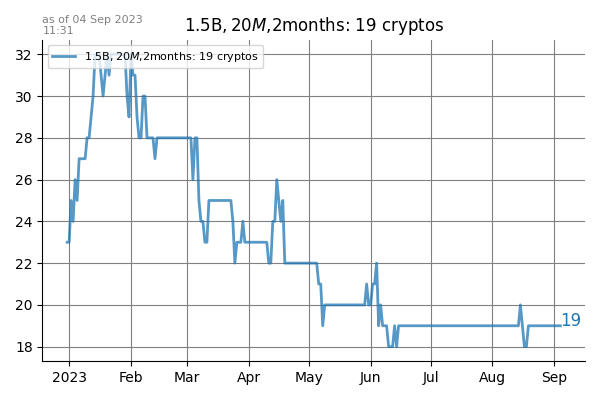 as of 04 Sep 2023
11:31
1.5B, 20M,2months: 19 cryptos
1.5B, 20M,2months: 19 cryptos
32
30
28
26
24
22
20
18
19
2023 Feb Mar Apr May Jun Jul Aug Sep